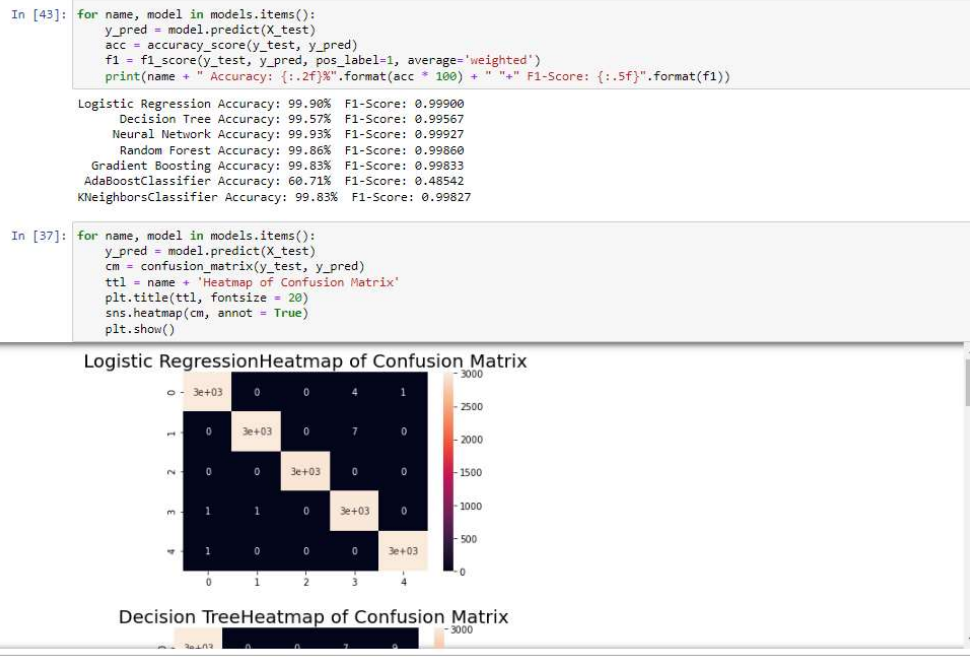 In [43]: for name, model in models.items():
y_pred = model.predict(X_test)
acc = accuracy_score(y_test, y_pred)
f1 = f1_score(y_test, y_pred, pos_label=1, average='weighted')
print(name + " Accuracy: {:.2f}%".format(acc * 100) + " "+" F1-Score: {:.5f}".format(f1))
Logistic Regression Accuracy: 99.90%  F1-Score: 0.99900
Decision Tree Accuracy: 99.57%  F1-Score: 0.99567
Neural Network Accuracy: 99.93%  F1-Score: 0.99927
Random Forest Accuracy: 99.86%  F1-Score: 0.99860
Gradient Boosting Accuracy: 99.83%  F1-Score: 0.99833
AdaBoostClassifier Accuracy: 60.71%  F1-Score: 0.48542
KNeighborsClassifier Accuracy: 99.83%  F1-Score: 0.99827
In [37]: for name, model in models.items():
y_pred = model.predict(X_test)
cm = confusion_matrix(y_test, y_pred)
ttl = name + 'Heatmap of Confusion Matrix'
plt.title(ttl, fontsize = 20)
sns.heatmap(cm, annot = True)
plt.show()
Logistic RegressionHeatmap of Confusion Matrix
0 3e+03 0 0 4 1
1 0 3e+03 0 7 0
2 0 0 3e+03 0 0
3 1 1 0 3e+03 0
4 1 0 0 0 3e+03
0 1 2 3 4
3000
2500
2000
1500
1000
500
0
Decision TreeHeatmap of Confusion Matrix
3000